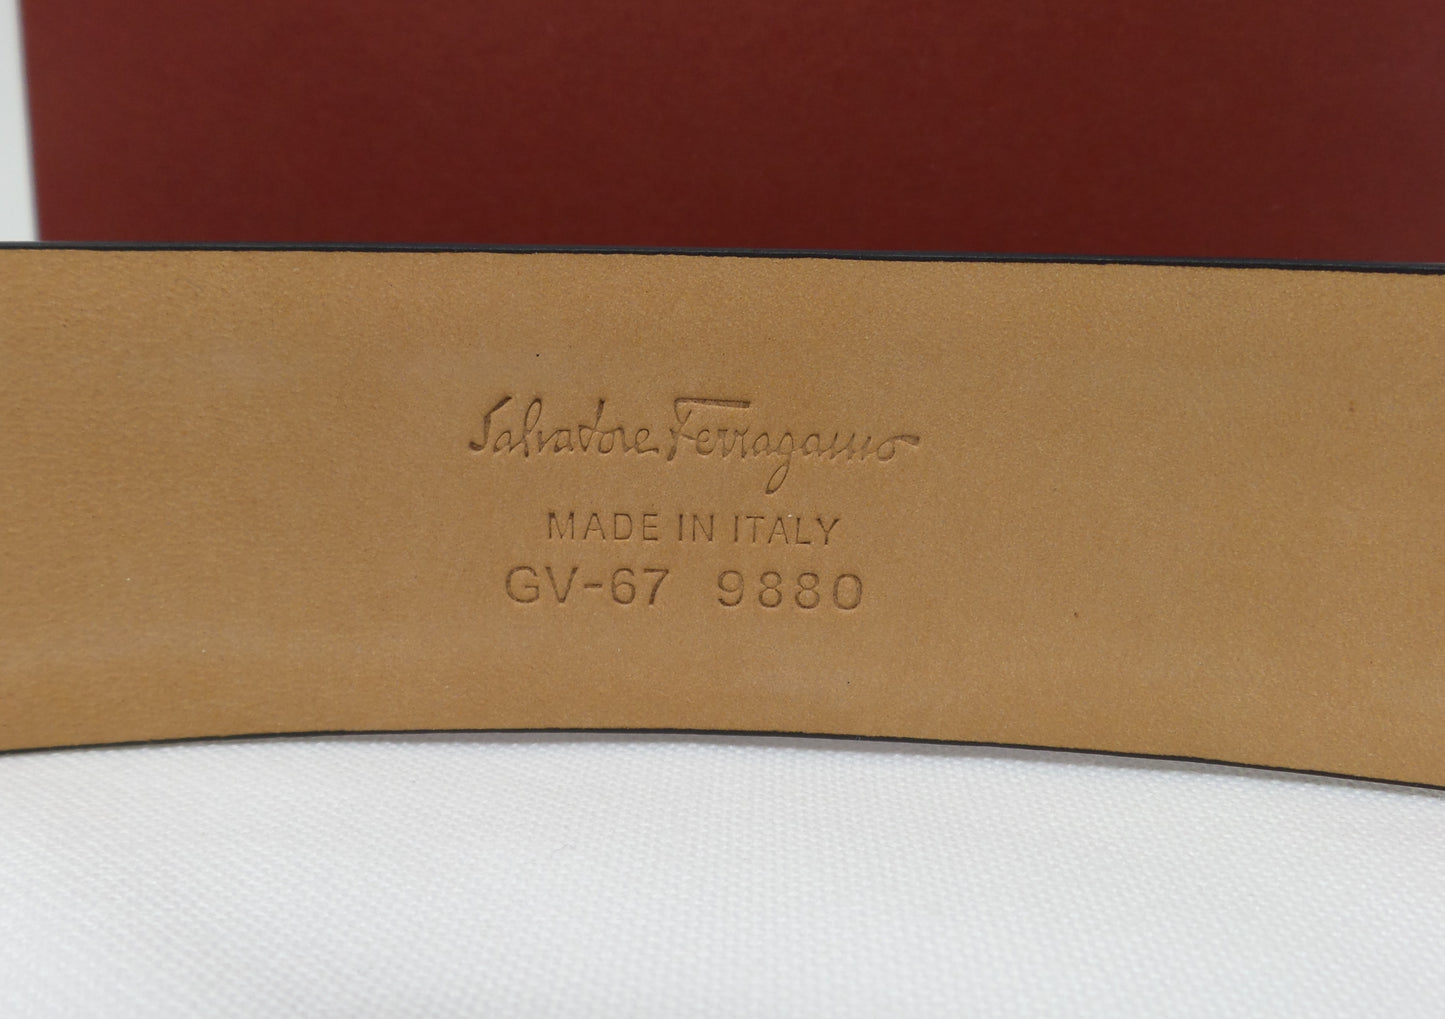 Salvatore Ferragamo
MADE IN ITALY
GV-67 9880